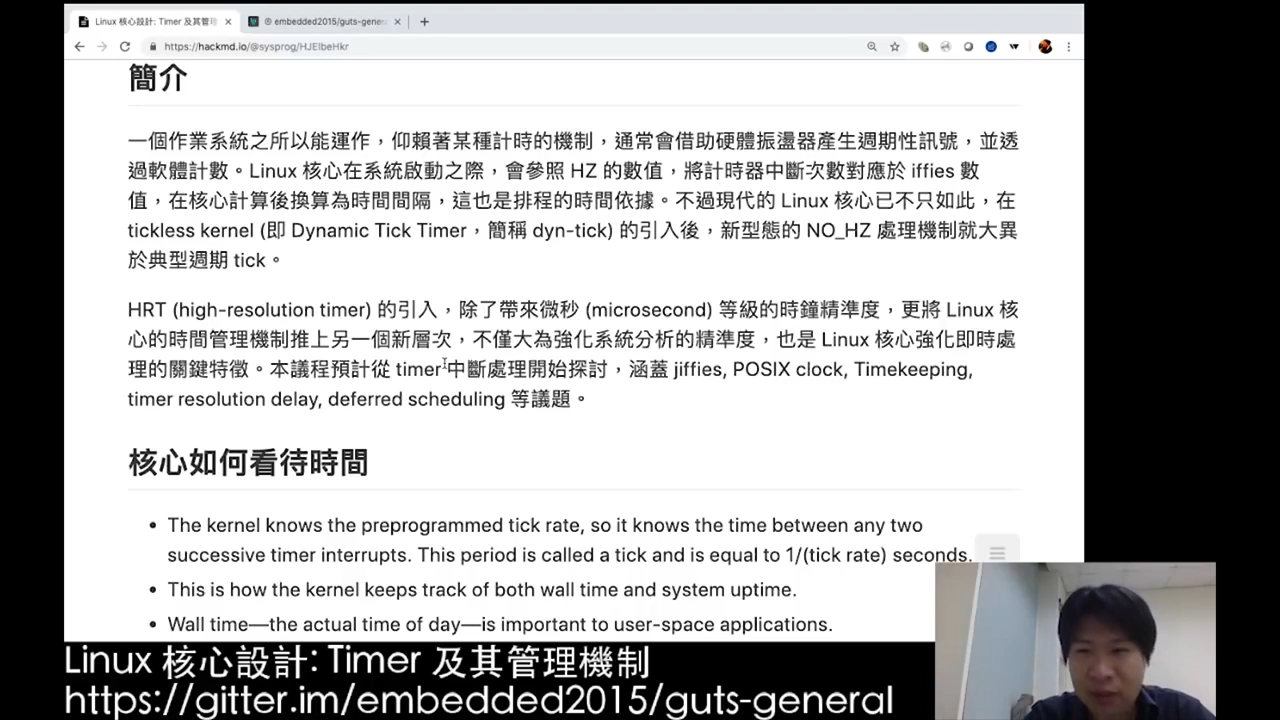 Linux 核心設計: Timer 及其管理
embedded2015/guts-gener
https://hackmd.io/@sysprog/HJElbeHkr
簡介
一個作業系統之所以能運作，仰賴著某種計時的機制，通常會借助硬體振盪器產生週期性訊號，並透
過軟體計數。Linux 核心在系統啟動之際，會參照 HZ 的數值，將計時器中斷次數對應於 iffies 數
值，在核心計算後換算為時間間隔，這也是排程的時間依據。不過現代的 Linux 核心已不只如此，在
tickless kernel (即 Dynamic Tick Timer，簡稱 dyn-tick) 的引入後，新型態的 NO_HZ 處理機制就大異
於典型週期 tick。
HRT (high-resolution timer) 的引入，除了帶來微秒 (microsecond) 等級的時鐘精準度，更將 Linux 核
心的時間管理機制推上另一個新層次，不僅大為強化系統分析的精準度，也是 Linux 核心強化即時處
理的關鍵特徵。本議程預計從 timer 中斷處理開始探討，涵蓋 jiffies, POSIX clock, Timekeeping,
timer resolution delay, deferred scheduling 等議題。
核心如何看待時間
• The kernel knows the preprogrammed tick rate, so it knows the time between any two
successive timer interrupts. This period is called a tick and is equal to 1/(tick rate) seconds.
• This is how the kernel keeps track of both wall time and system uptime.
• Wall time—the actual time of day—is important to user-space applications.
Linux 核心設計: Timer 及其管理機制
https://gitter.im/embedded2015/guts-general